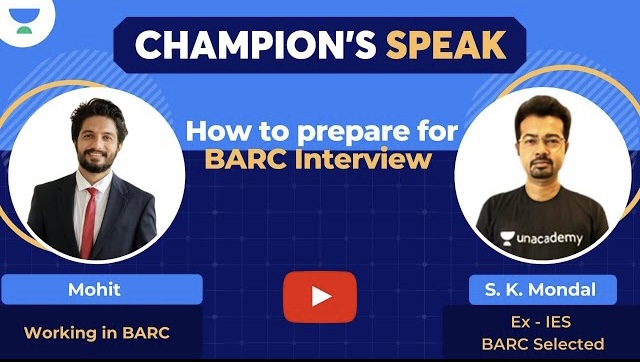 CHAMPION'S SPEAK
How to prepare for
BARC Interview
unacademy
Mohit
Working in BARC
S. K. Mondal
Ex - IES
BARC Selected